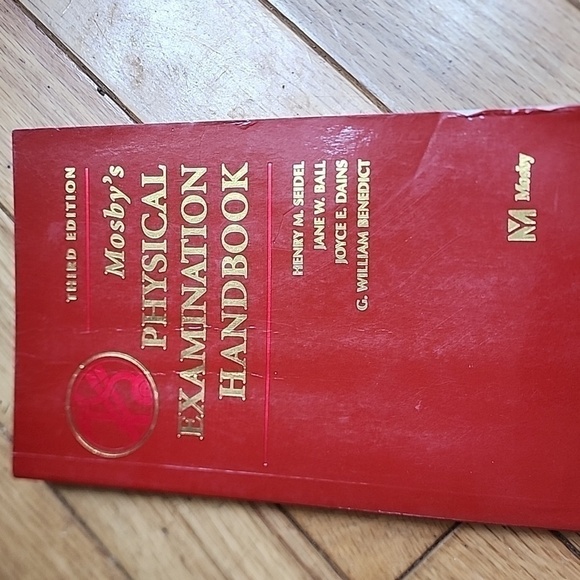 THIRD EDITION
Mosby's
PHYSICAL
EXAMINATION
HANDBOOK
HENRY M. SEIDEL
JANE W. BALL
JOYCE E. DAINS
G. WILLIAM BENEDICT
M
Mosby